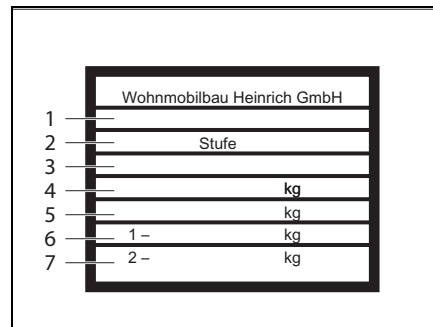 Wohnmobilbau Heinrich GmbH
1
2 Stufe
3
4 kg
5 kg
6 1 – kg
7 2 – kg